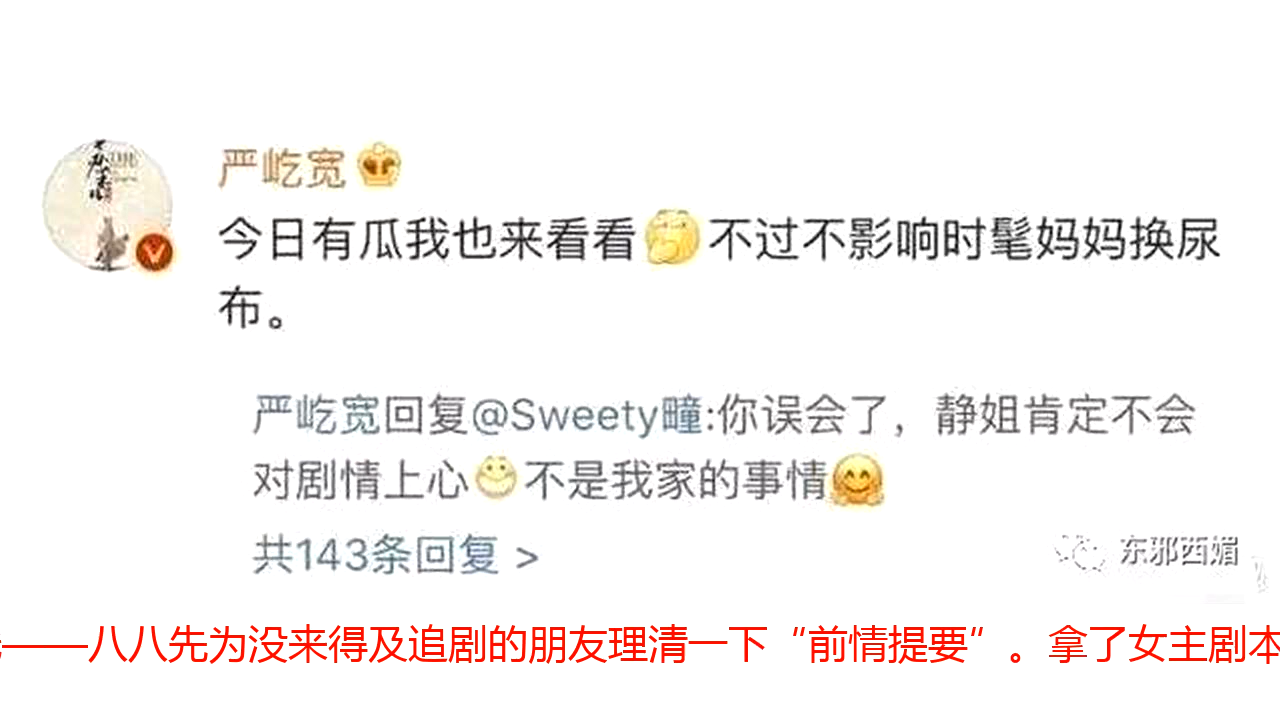 严屹宽
今日有瓜我也来看看不过不影响时髦妈妈换尿
布。
严屹宽回复@Sweety疃:你误会了，静姐肯定不会
对剧情上心不是我家的事情
共143条回复 >
东邪西媚
——八八先为没来得及追剧的朋友理清一下“前情提要”。拿了女主剧本